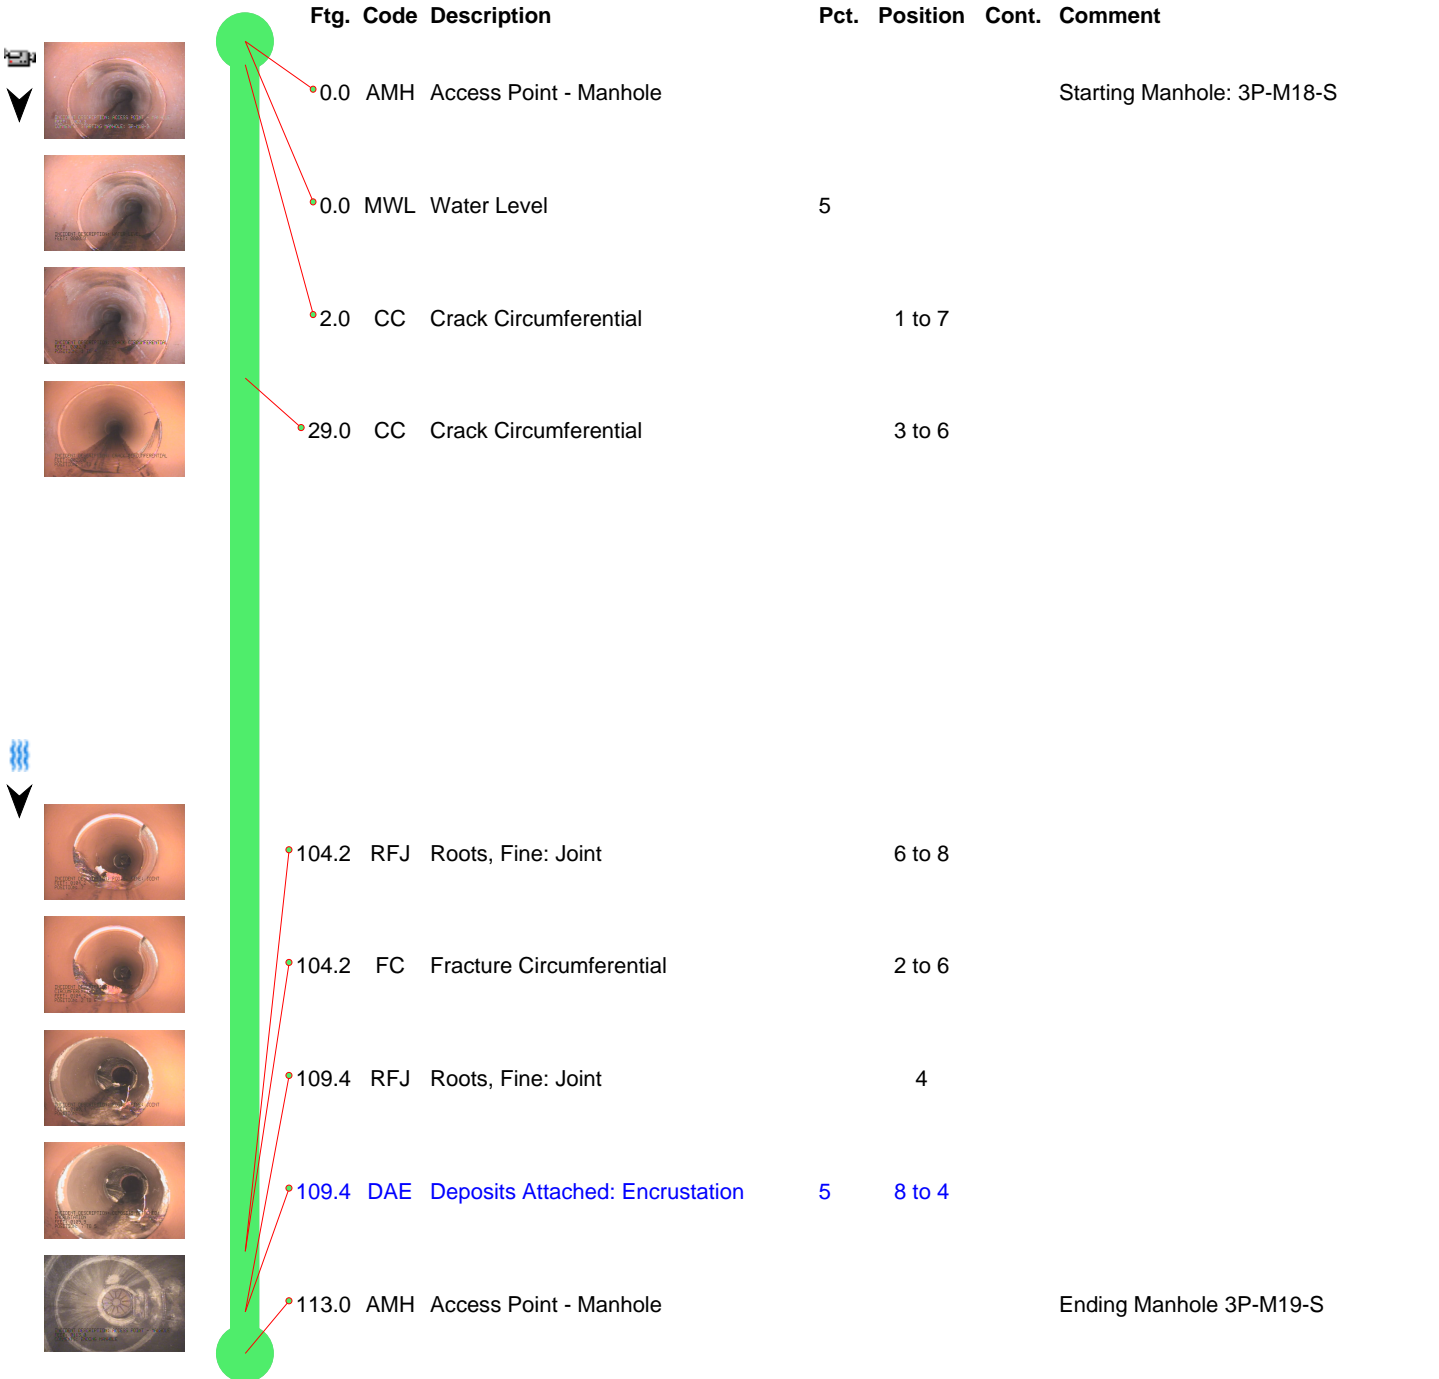 Ftg. Code Description Pct. Position Cont. Comment
0.0 AMH Access Point - Manhole Starting Manhole: 3P-M18-S
0.0 MWL Water Level 5
2.0 CC Crack Circumferential 1 to 7
29.0 CC Crack Circumferential 3 to 6
104.2 RFJ Roots, Fine: Joint 6 to 8
104.2 FC Fracture Circumferential 2 to 6
109.4 RFJ Roots, Fine: Joint 4
109.4 DAE Deposits Attached: Encrustation 5 8 to 4
113.0 AMH Access Point - Manhole Ending Manhole 3P-M19-S